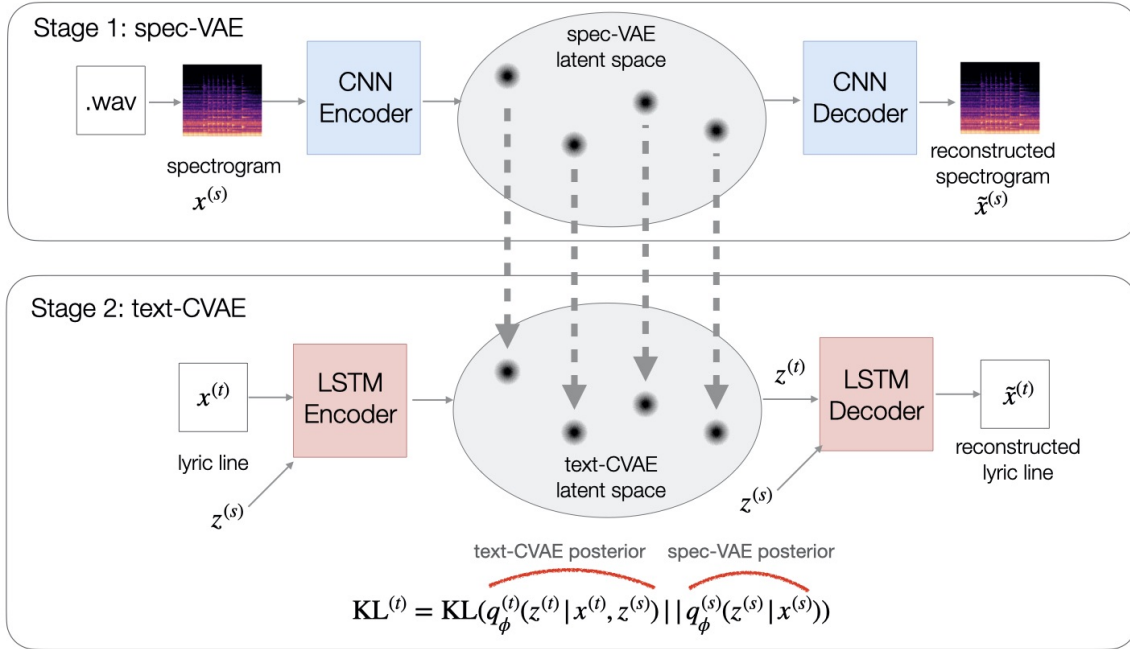 Stage 1: spec-VAE
.wav
spectrogram
x^{(s)}
CNN
Encoder
spec-VAE
latent space
CNN
Decoder
reconstructed
spectrogram
x̃^{(s)}
Stage 2: text-CVAE
x^{(t)}
lyric line
z^{(s)}
LSTM
Encoder
text-CVAE
latent space
z^{(t)}
z^{(s)}
LSTM
Decoder
x̃^{(t)}
reconstructed
lyric line
text-CVAE posterior
spec-VAE posterior
KL^{(t)} = KL(q_ϕ^{(t)}(z^{(t)}|x^{(t)}, z^{(s)})||q_ϕ^{(s)}(z^{(s)}|x^{(s)}))